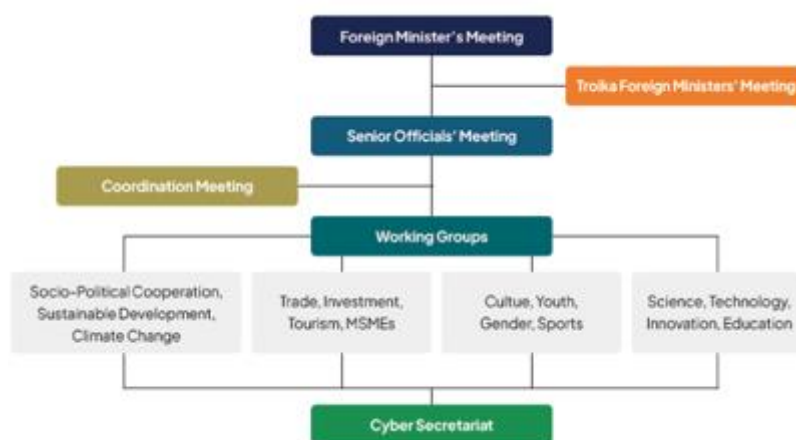 Foreign Minister's Meeting
Troika Foreign Ministers' Meeting
Senior Officials' Meeting
Coordination Meeting
Working Groups
Socio-Political Cooperation,
Sustainable Development,
Climate Change
Trade, Investment,
Tourism, MSMEs
Cultue, Youth,
Gender, Sports
Science, Technology,
Innovation, Education
Cyber Secretariat